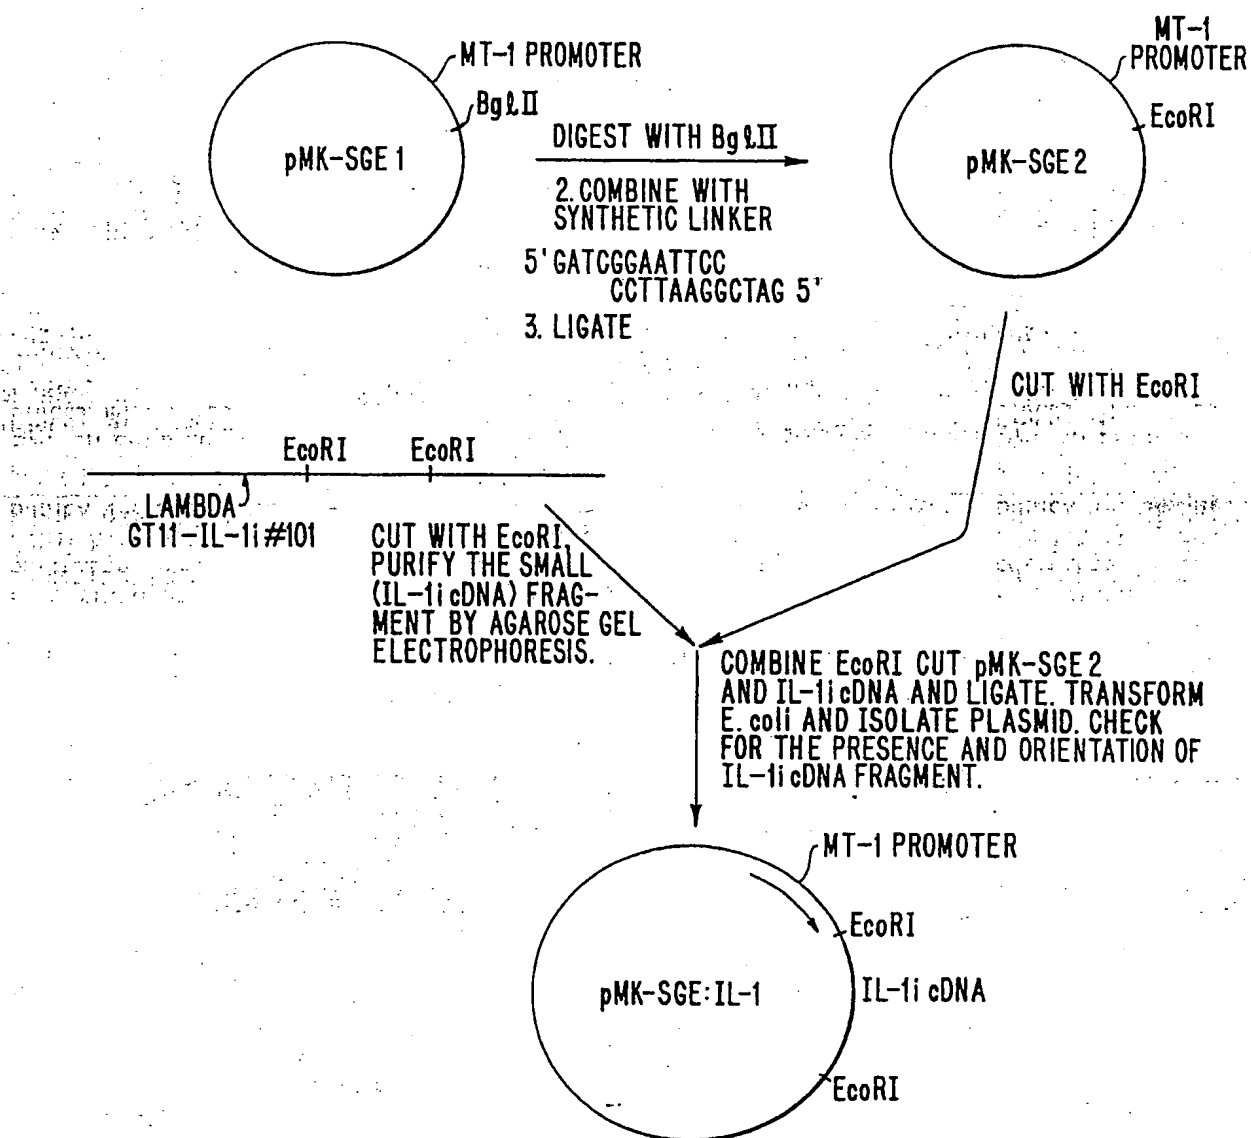 MT-1 PROMOTER
BglII
pMK-SGE 1
DIGEST WITH BglII
2. COMBINE WITH
SYNTHETIC LINKER
5' GATCGGAATTCC
CCTTAAGGCTAG 5'
3. LIGATE
MT-1
PROMOTER
EcoRI
pMK-SGE 2
CUT WITH EcoRI
EcoRI
EcoRI
LAMBDA
GT11-IL-1i#101
CUT WITH EcoRI,
PURIFY THE SMALL
(IL-1i cDNA) FRAG-
MENT BY AGAROSE GEL
ELECTROPHORESIS.
COMBINE EcoRI CUT pMK-SGE 2
AND IL-1i cDNA AND LIGATE. TRANSFORM
E. coli AND ISOLATE PLASMID. CHECK
FOR THE PRESENCE AND ORIENTATION OF
IL-1i cDNA FRAGMENT.
MT-1 PROMOTER
EcoRI
pMK-SGE:IL-1
IL-1i cDNA
EcoRI